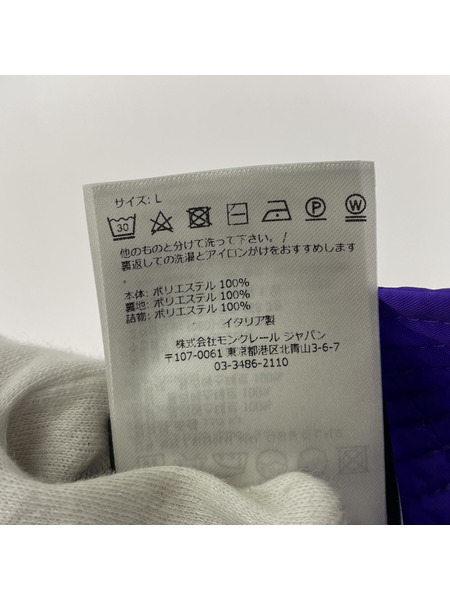 サイズ: L
30 P W
他のものと分けて洗って下さい。/
裏返しての洗濯とアイロンがけをおすすめします
本体: ポリエステル 100%
裏地: ポリエステル 100%
詰物: ポリエステル 100%
イタリア製
株式会社モンクレール ジャパン
〒107-0061 東京都港区北青山3-6-7
03-3486-2110